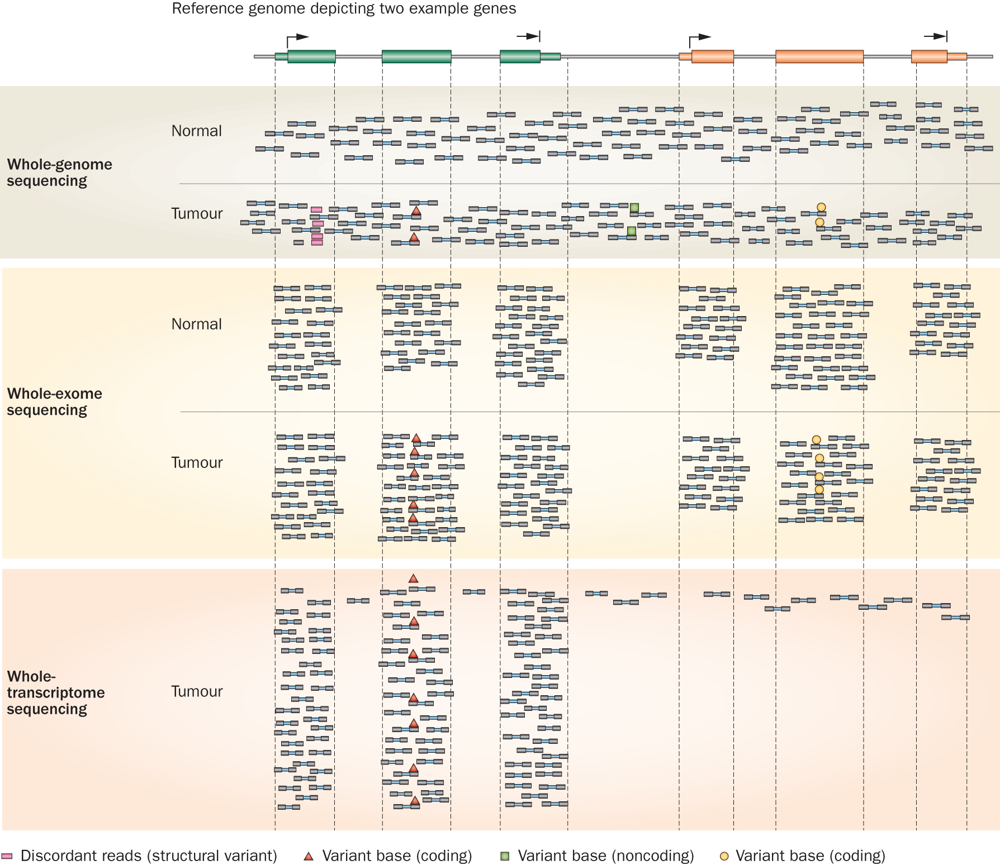 Reference genome depicting two example genes
Normal
Whole-genome
sequencing
Tumour
Normal
Whole-exome
sequencing
Tumour
Whole-
transcriptome
sequencing
Tumour
Discordant reads (structural variant)
Variant base (coding)
Variant base (noncoding)
Variant base (coding)